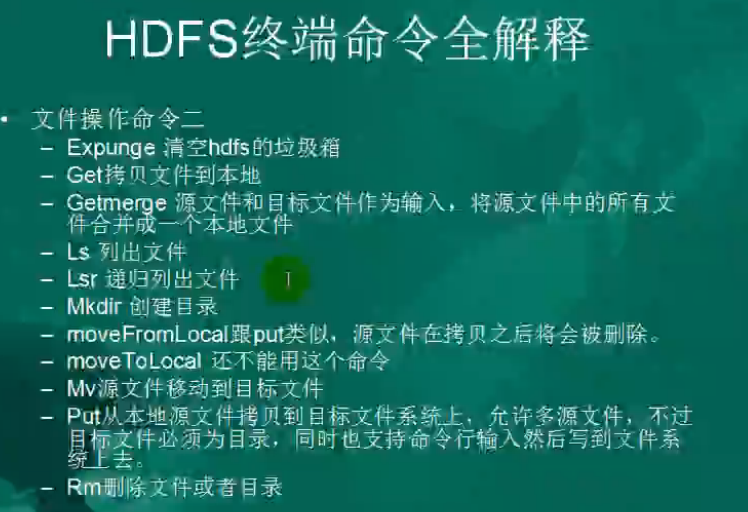 HDFS终端命令全解释
• 文件操作命令二
– Expunge 清空hdfs的垃圾箱
– Get拷贝文件到本地
– Getmerge 源文件和目标文件作为输入，将源文件中的所有文
件合并成一个本地文件
– Ls 列出文件
– Lsr 递归列出文件
– Mkdir 创建目录
– moveFromLocal跟put类似，源文件在拷贝之后将会被删除。
– moveToLocal 还不能用这个命令
– Mv源文件移动到目标文件
– Put从本地源文件拷贝到目标文件系统上，允许多源文件，不过
目标文件必须为目录，同时也支持命令行输入然后写到文件系
统上去。
– Rm删除文件或者目录